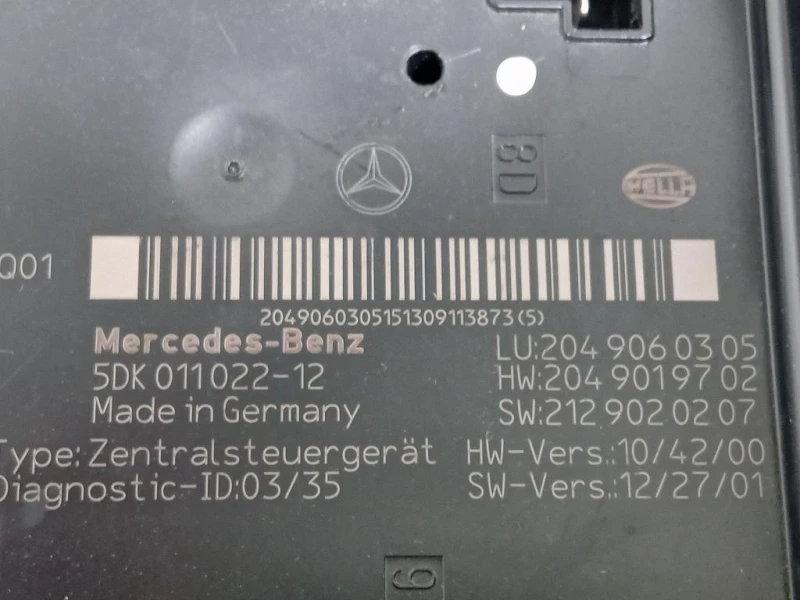 8D
HELLA
Q01
2049060305151309113873(5)
Mercedes-Benz
LU:204 906 03 05
5DK 011 022-12
HW:204 901 97 02
Made in Germany
SW:212 902 02 07
Type: Zentralsteuergerät
HW-Vers.:10/42/00
Diagnostic-ID:03/35
SW-Vers.:12/27/01
6